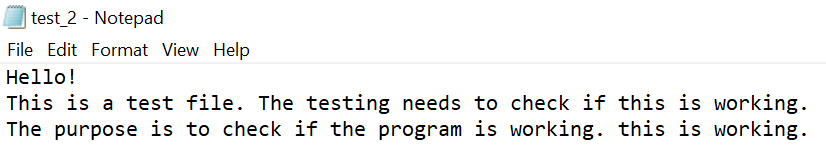 test_2 - Notepad
File Edit Format View Help
Hello!
This is a test file. The testing needs to check if this is working.
The purpose is to check if the program is working. this is working.